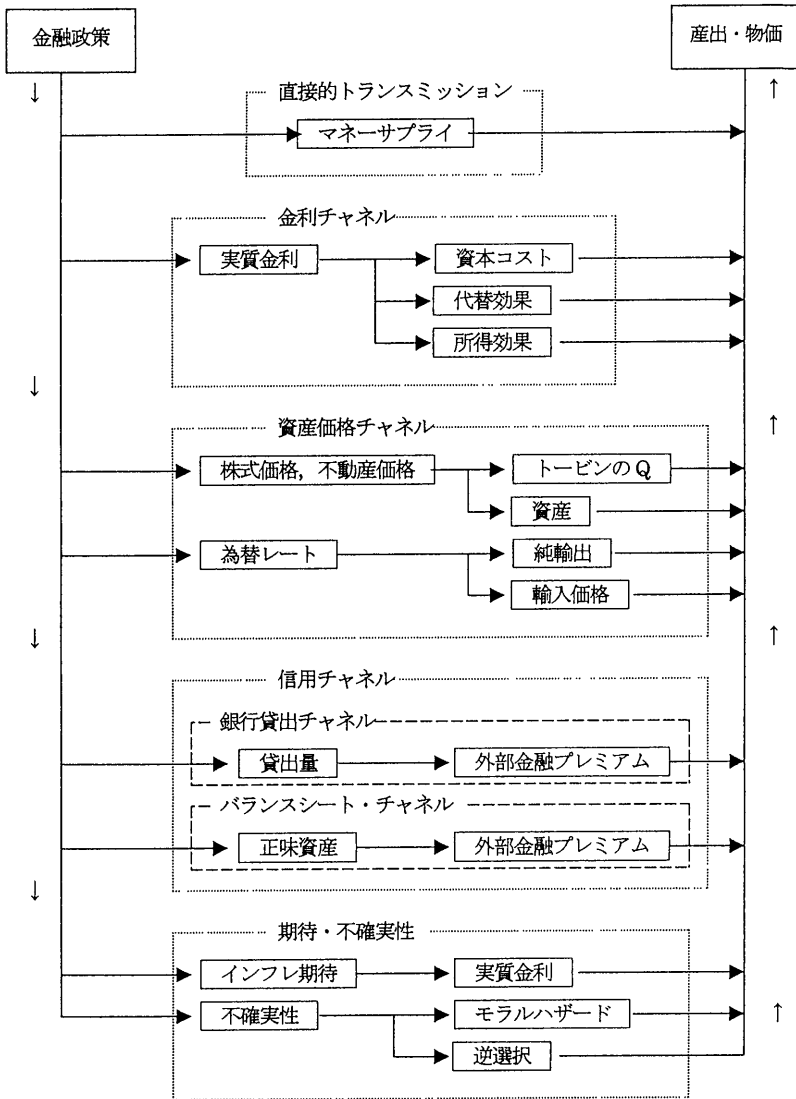 金融政策
産出・物価
↓
↑
直接的トランスミッション
マネーサプライ
金利チャネル
実質金利
資本コスト
代替効果
所得効果
↓
資産価格チャネル
↑
株式価格，不動産価格
トービンのQ
資産
為替レート
純輸出
輸入価格
↓
↑
信用チャネル
銀行貸出チャネル
貸出量
外部金融プレミアム
バランスシート・チャネル
正味資産
外部金融プレミアム
↓
期待・不確実性
インフレ期待
実質金利
不確実性
モラルハザード
↑
逆選択